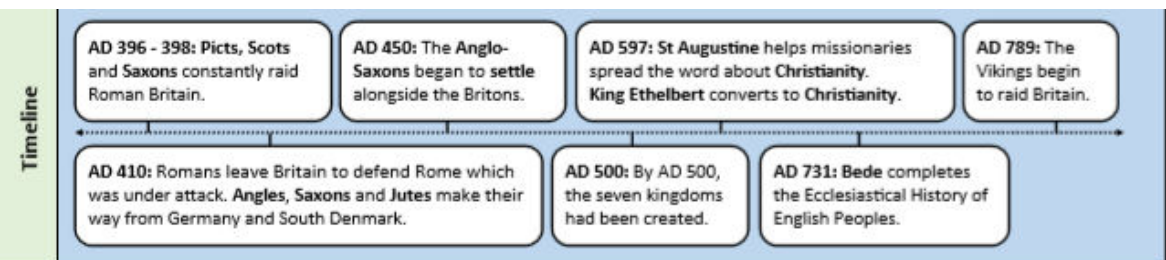 Timeline
AD 396 - 398: Picts, Scots
and Saxons constantly raid
Roman Britain.
AD 410: Romans leave Britain to defend Rome which
was under attack. Angles, Saxons and Jutes make their
way from Germany and South Denmark.
AD 450: The Anglo-
Saxons began to settle
alongside the Britons.
AD 500: By AD 500,
the seven kingdoms
had been created.
AD 597: St Augustine helps missionaries
spread the word about Christianity.
King Ethelbert converts to Christianity.
AD 731: Bede completes
the Ecclesiastical History of
English Peoples.
AD 789: The
Vikings begin
to raid Britain.